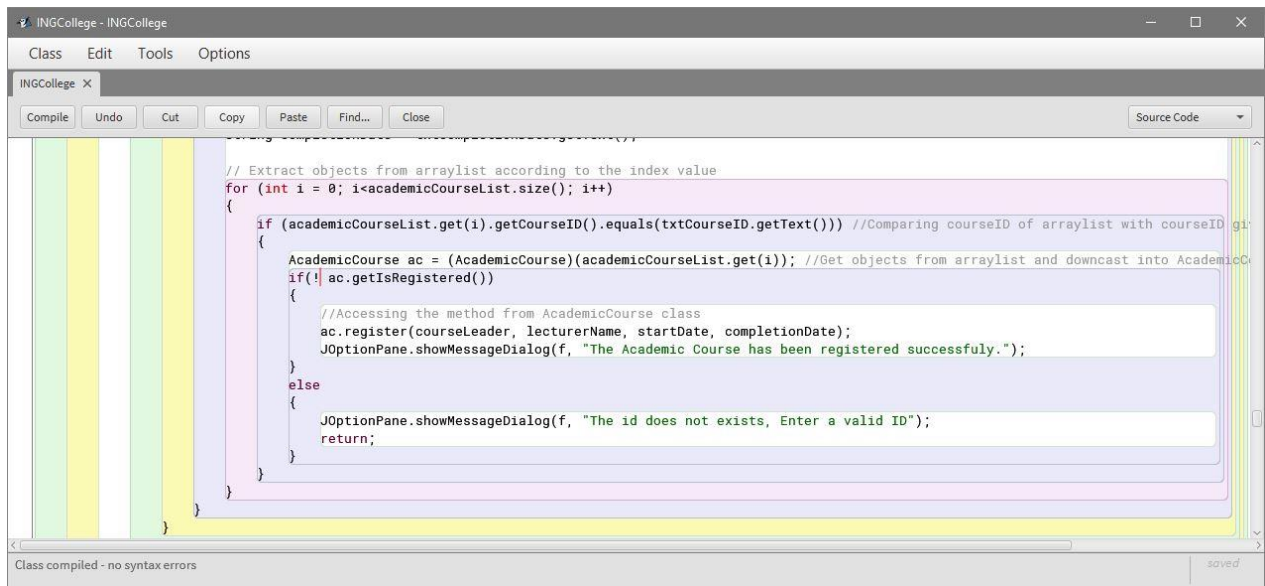 INGCollege - INGCollege
Class Edit Tools Options
INGCollege X
Compile Undo Cut Copy Paste Find... Close Source Code
// Extract objects from arraylist according to the index value
for (int i = 0; i<academicCourseList.size(); i++)
{
if (academicCourseList.get(i).getCourseID().equals(txtCourseID.getText())) //Comparing courseID of arraylist with courseID gi
{
AcademicCourse ac = (AcademicCourse)(academicCourseList.get(i)); //Get objects from arraylist and downcast into AcademicC
if(! ac.getIsRegistered())
{
//Accessing the method from AcademicCourse class
ac.register(courseLeader, lecturerName, startDate, completionDate);
JOptionPane.showMessageDialog(f, "The Academic Course has been registered successfuly.");
}
else
{
JOptionPane.showMessageDialog(f, "The id does not exists, Enter a valid ID");
return;
}
}
}
}
}
Class compiled - no syntax errors
saved